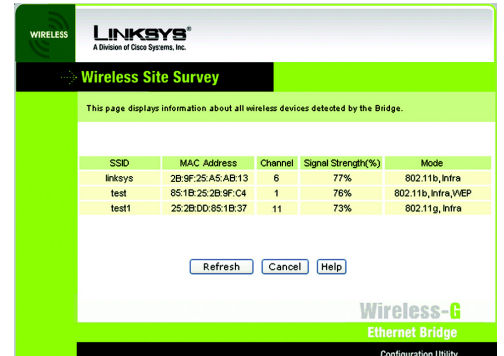 WIRELESS
LINKSYS®
A Division of Cisco Systems, Inc.
Wireless Site Survey
This page displays information about all wireless devices detected by the Bridge.
SSID MAC Address Channel Signal Strength(%) Mode
linksys 2B:9F:25:A5:AB:13 6 77% 802.11b, Infra
test 85:1B:25:2B:9F:C4 1 76% 802.11b, Infra,WEP
test1 25:2B:DD:85:1B:37 11 73% 802.11g, Infra
Refresh Cancel Help
Wireless-G
Ethernet Bridge
Configuration Utility